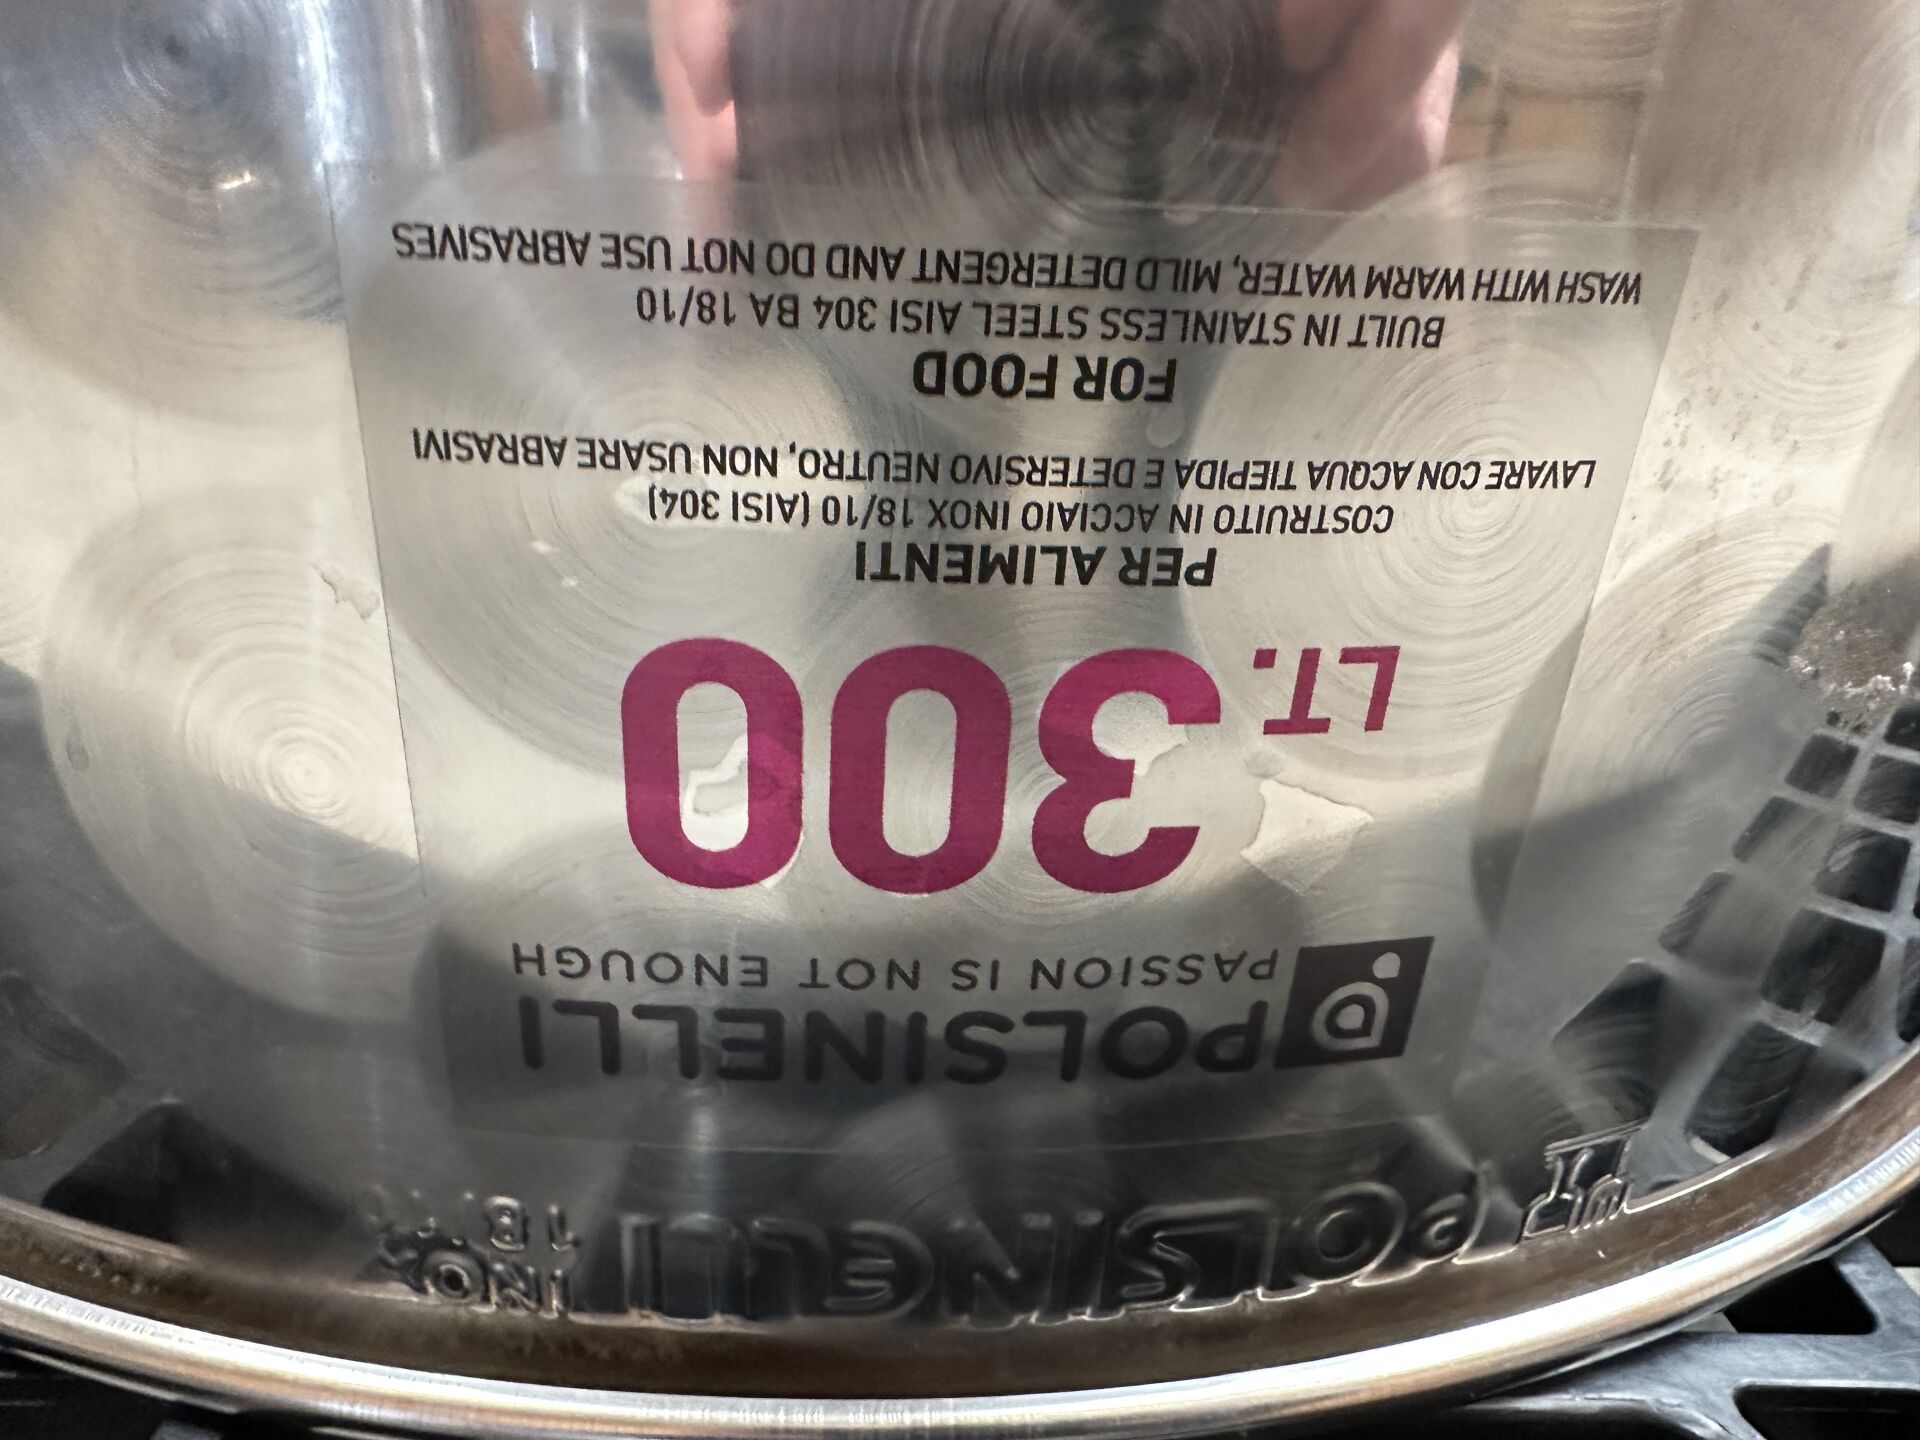 POLSINELLI
PASSION IS NOT ENOUGH
LT. 300
PER ALIMENTI
COSTRUITO IN ACCIAIO INOX 18/10 (AISI 304)
LAVARE CON ACQUA TIEPIDA E DETERSIVO NEUTRO, NON USARE ABRASIVI
FOR FOOD
BUILT IN STAINLESS STEEL AISI 304 BA 18/10
WASH WITH WARM WATER, MILD DETERGENT AND DO NOT USE ABRASIVES
POLSINELLI
INOX
18